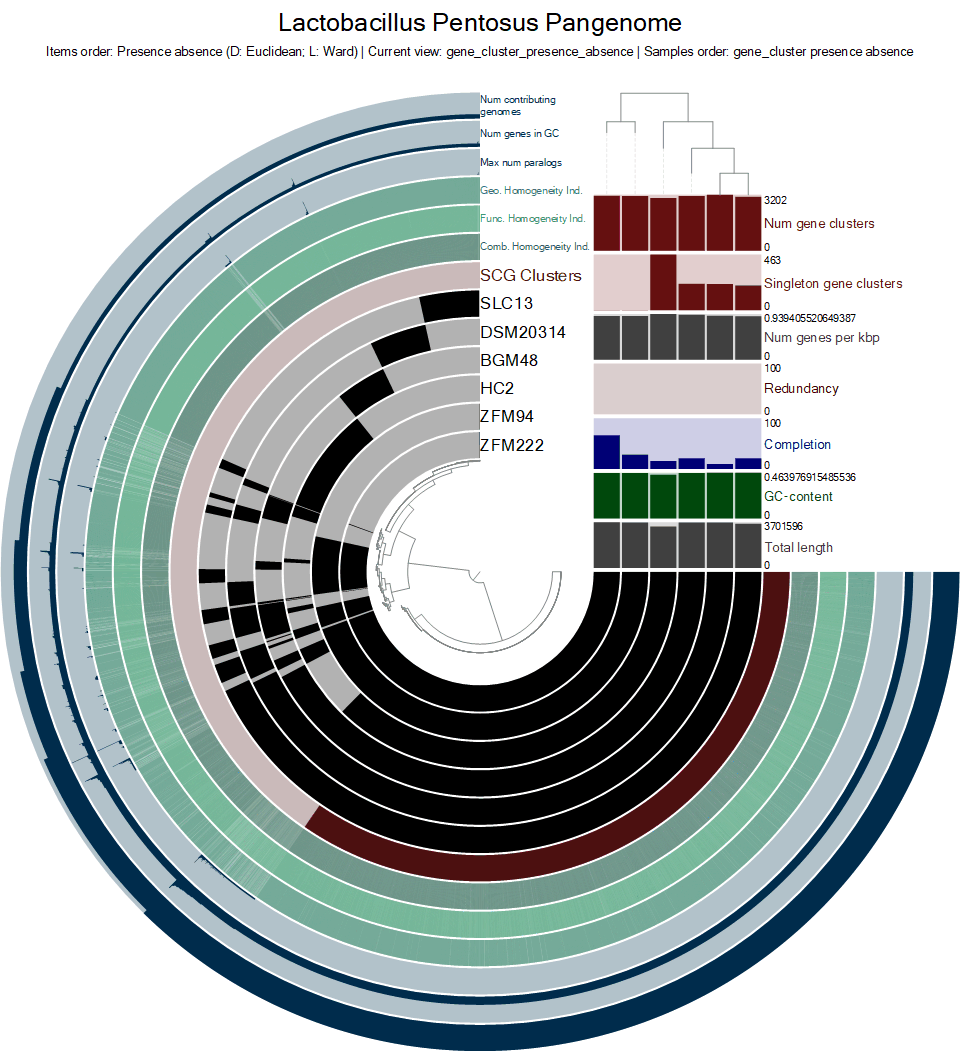 Lactobacillus Pentosus Pangenome
Items order: Presence absence (D: Euclidean; L: Ward) | Current view: gene_cluster_presence_absence | Samples order: gene_cluster presence absence
Num contributing
genomes
Num genes in GC
Max num paralogs
Geo. Homogeneity Ind.
Func. Homogeneity Ind.
Comb. Homogeneity Ind.
SCG Clusters
SLC13
DSM20314
BGM48
HC2
ZFM94
ZFM222
3202
Num gene clusters
0
463
Singleton gene clusters
0
0.939405520649387
Num genes per kbp
0
100
Redundancy
0
100
Completion
0
0.463976915485536
GC-content
0
3701596
Total length
0